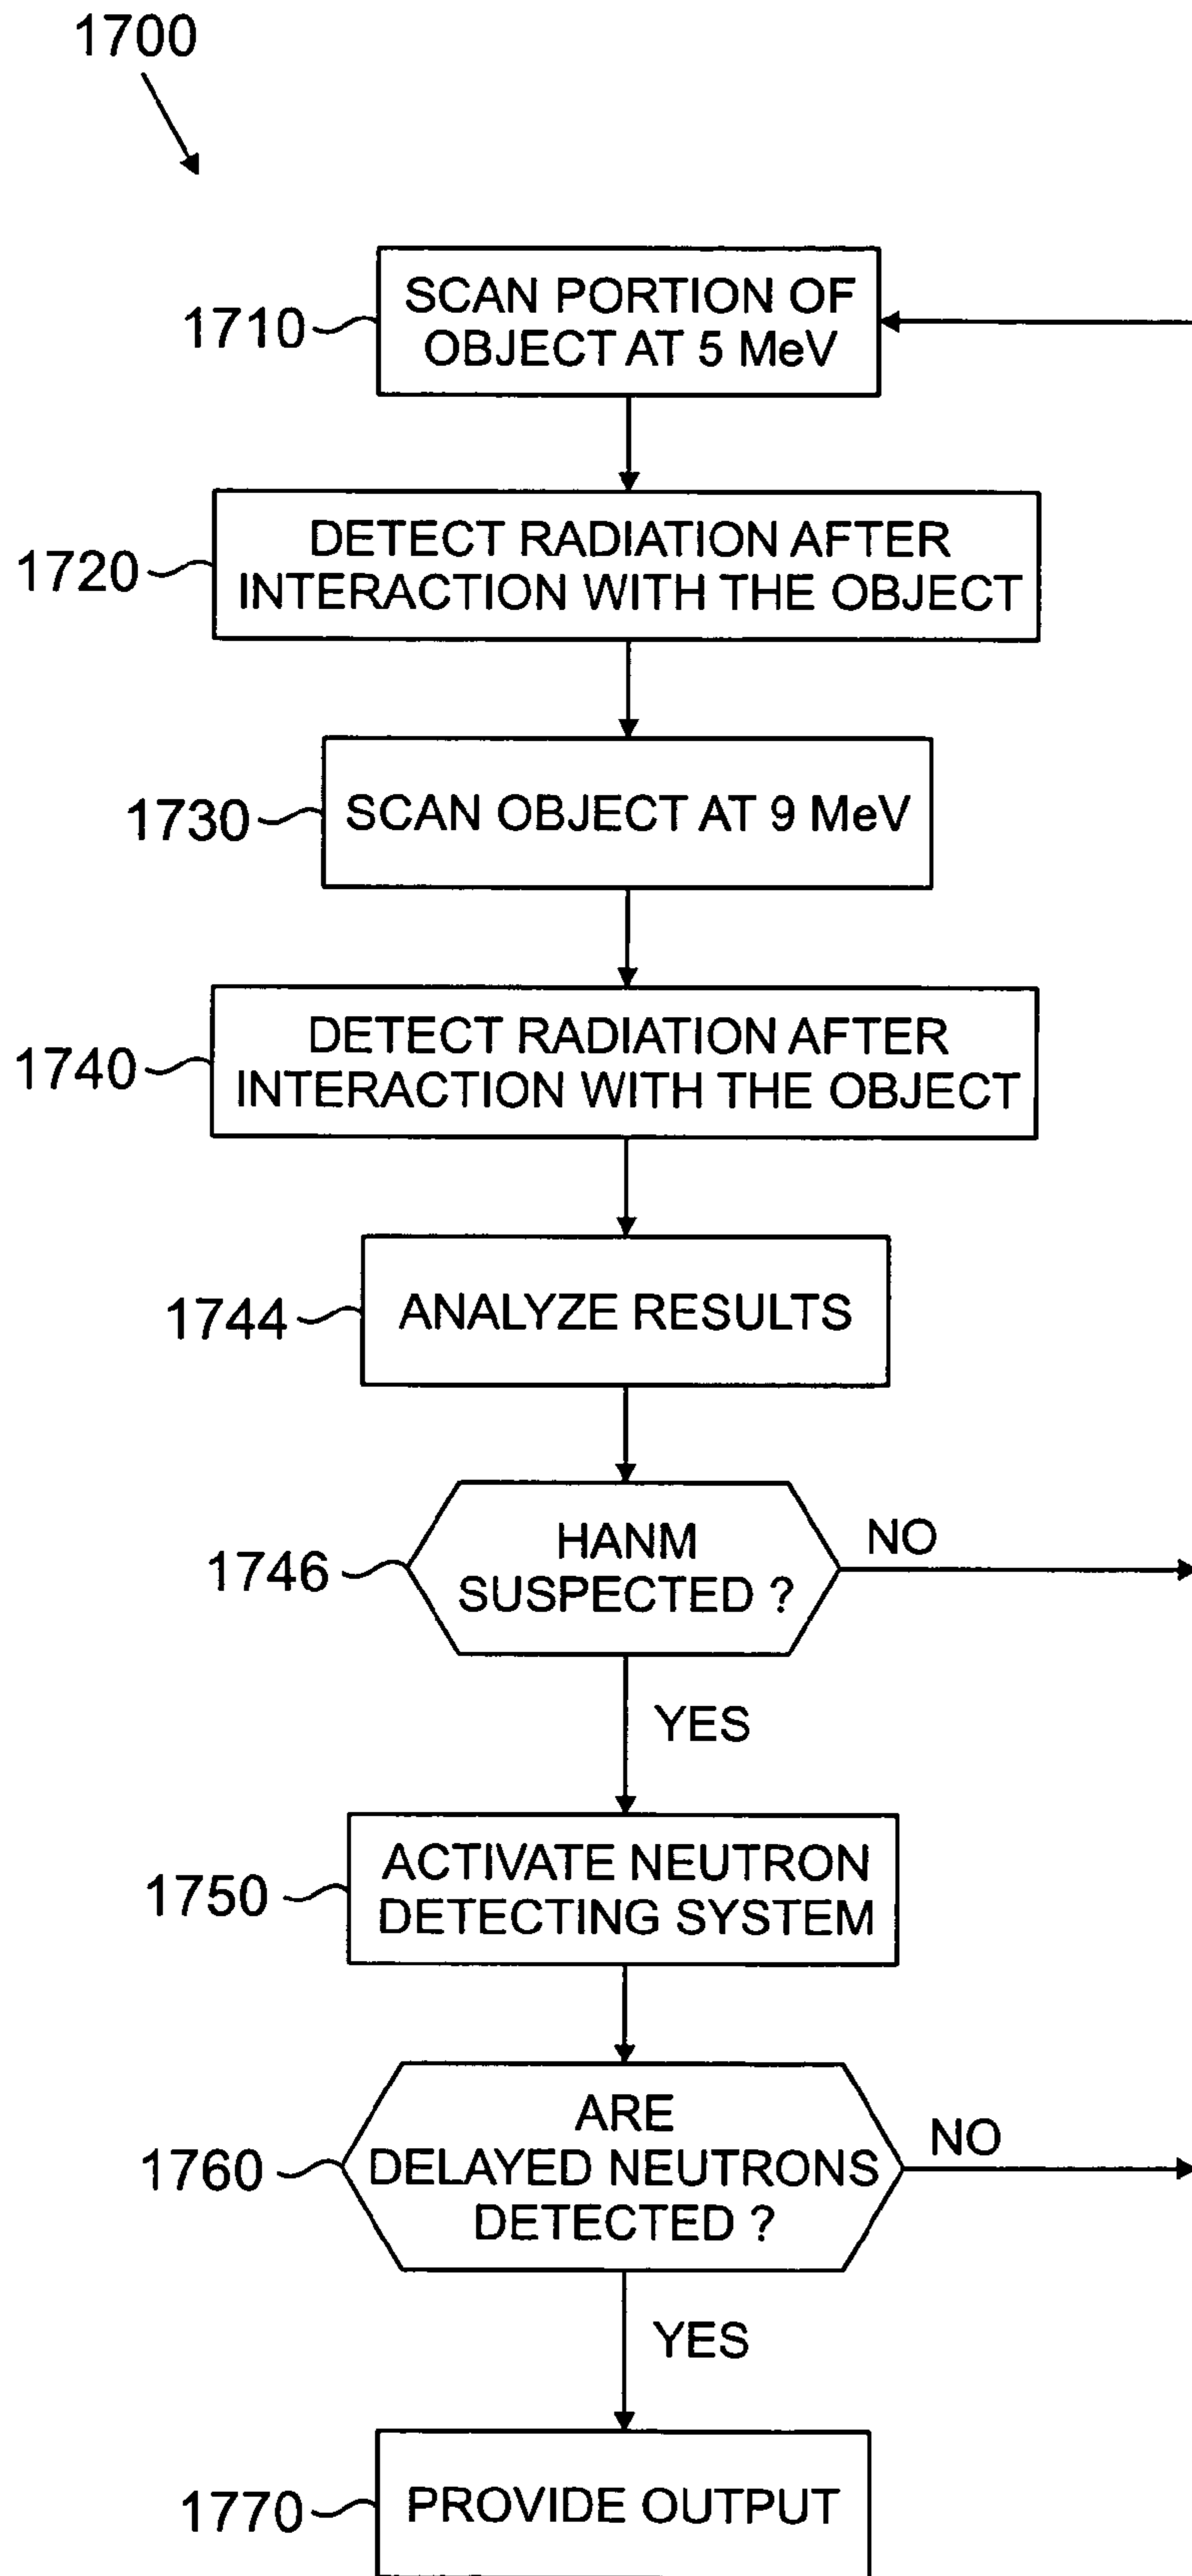 1700
1710
SCAN PORTION OF
OBJECT AT 5 MeV
1720
DETECT RADIATION AFTER
INTERACTION WITH THE OBJECT
1730
SCAN OBJECT AT 9 MeV
1740
DETECT RADIATION AFTER
INTERACTION WITH THE OBJECT
1744
ANALYZE RESULTS
1746
HANM
SUSPECTED ?
NO
YES
1750
ACTIVATE NEUTRON
DETECTING SYSTEM
1760
ARE
DELAYED NEUTRONS
DETECTED ?
NO
YES
1770
PROVIDE OUTPUT